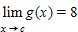 lim g(x) = 8
x → c